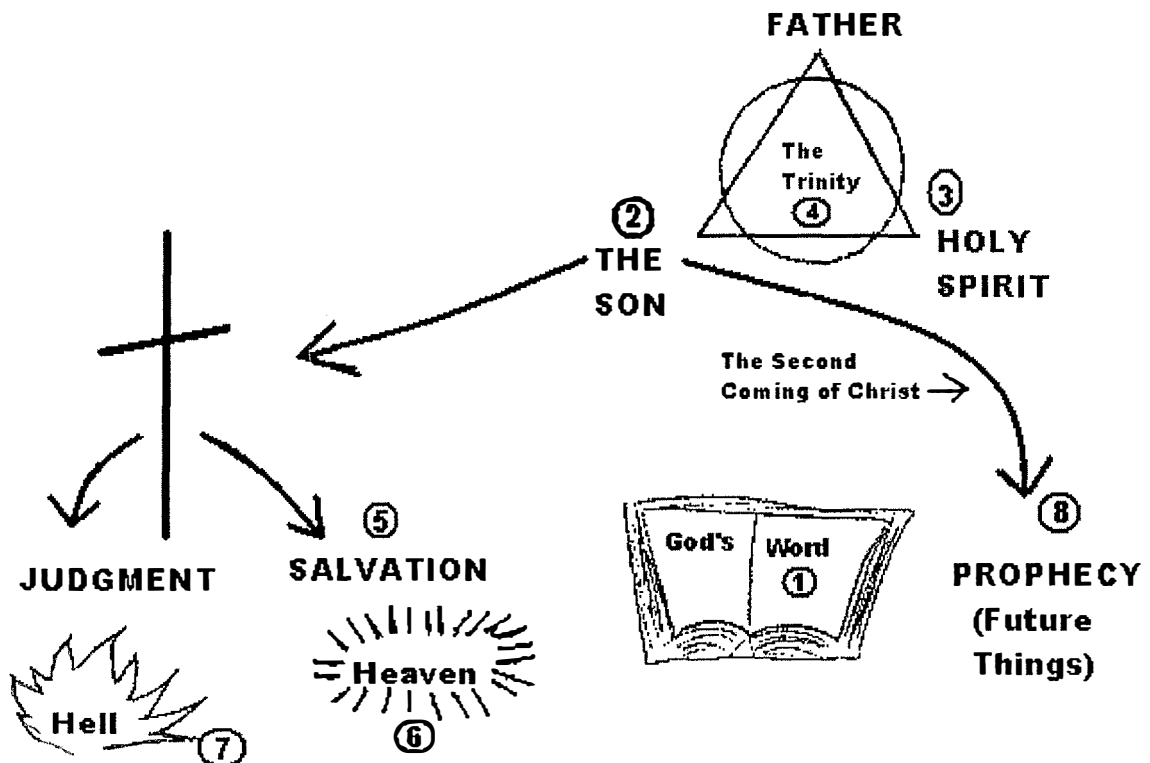 FATHER
The
Trinity
4
3
HOLY
SPIRIT
2
THE
SON
The Second
Coming of Christ
5
JUDGMENT
SALVATION
Hell
7
Heaven
6
God's Word
1
8
PROPHECY
(Future
Things)